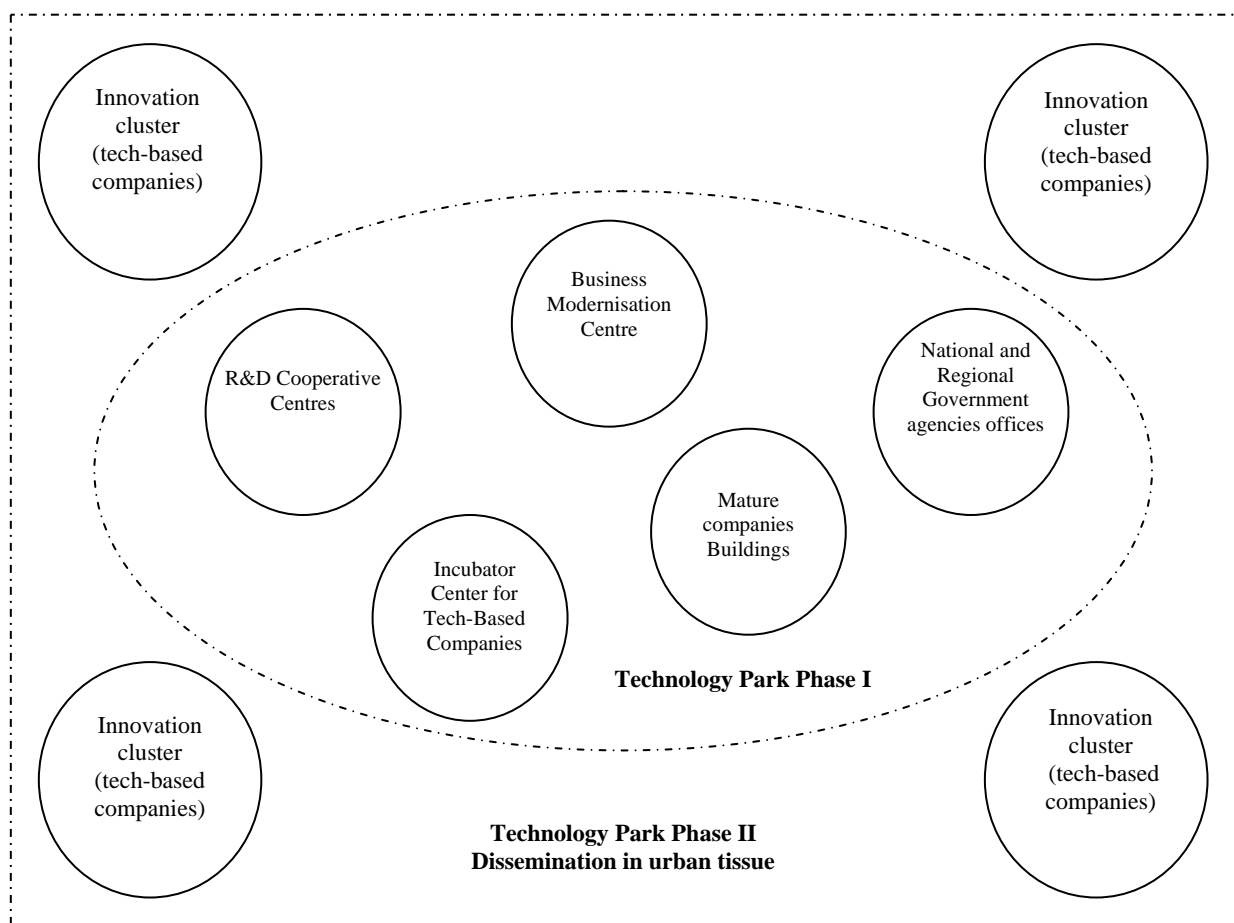 Innovation
cluster
(tech-based
companies)
Innovation
cluster
(tech-based
companies)
Business
Modernisation
Centre
R&D Cooperative
Centres
National and
Regional
Government
agencies offices
Mature
companies
Buildings
Incubator
Center for
Tech-Based
Companies
Technology Park Phase I
Innovation
cluster
(tech-based
companies)
Innovation
cluster
(tech-based
companies)
Technology Park Phase II
Dissemination in urban tissue